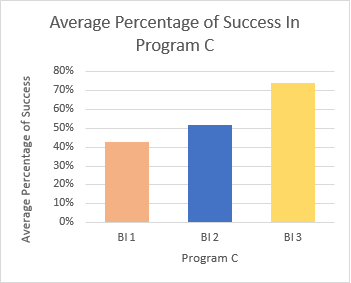 Average Percentage of Success In
Program C
Average Percentage of Success
80%
70%
60%
50%
40%
30%
20%
10%
0%
BI 1
BI 2
BI 3
Program C